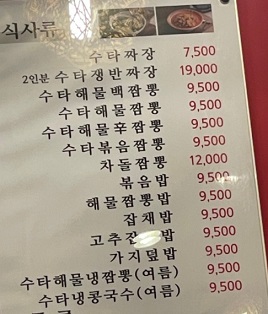 식사류
수타짜장 7,500
2인분 수타쟁반짜장 19,000
수타해물백짬뽕 9,500
수타해물짬뽕 9,500
수타해물후짬뽕 9,500
수타볶음짬뽕 9,500
차돌짬뽕 12,000
볶음밥 9,500
해물짬뽕밥 9,500
잡채밥 9,500
밥 9,500
가지덮밥 9,500
수타해물냉짬뽕(여름) 9,500
수타냉콩국수(여름) 9,500